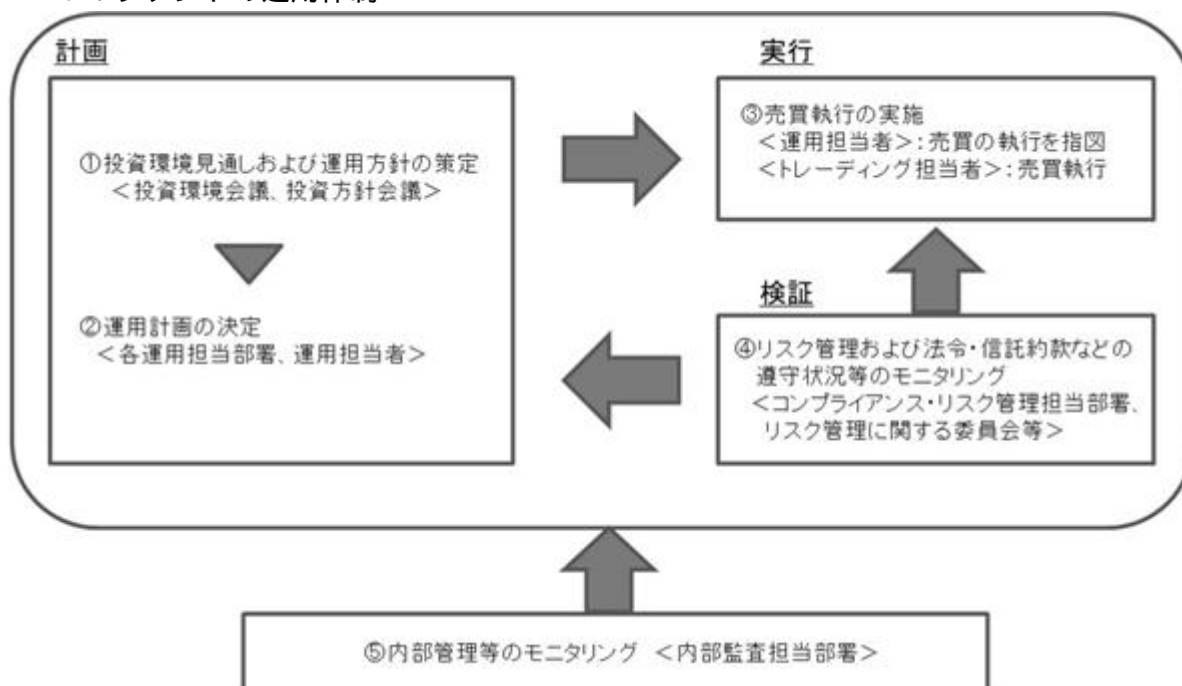 計画
①投資環境見通しおよび運用方針の策定
<投資環境会議、投資方針会議>
②運用計画の決定
<各運用担当部署、運用担当者>
実行
③売買執行の実施
<運用担当者>:売買の執行を指図
<トレーディング担当者>:売買執行
検証
④リスク管理および法令・信託約款などの
遵守状況等のモニタリング
<コンプライアンス・リスク管理担当部署、
リスク管理に関する委員会等>
⑤内部管理等のモニタリング <内部監査担当部署>